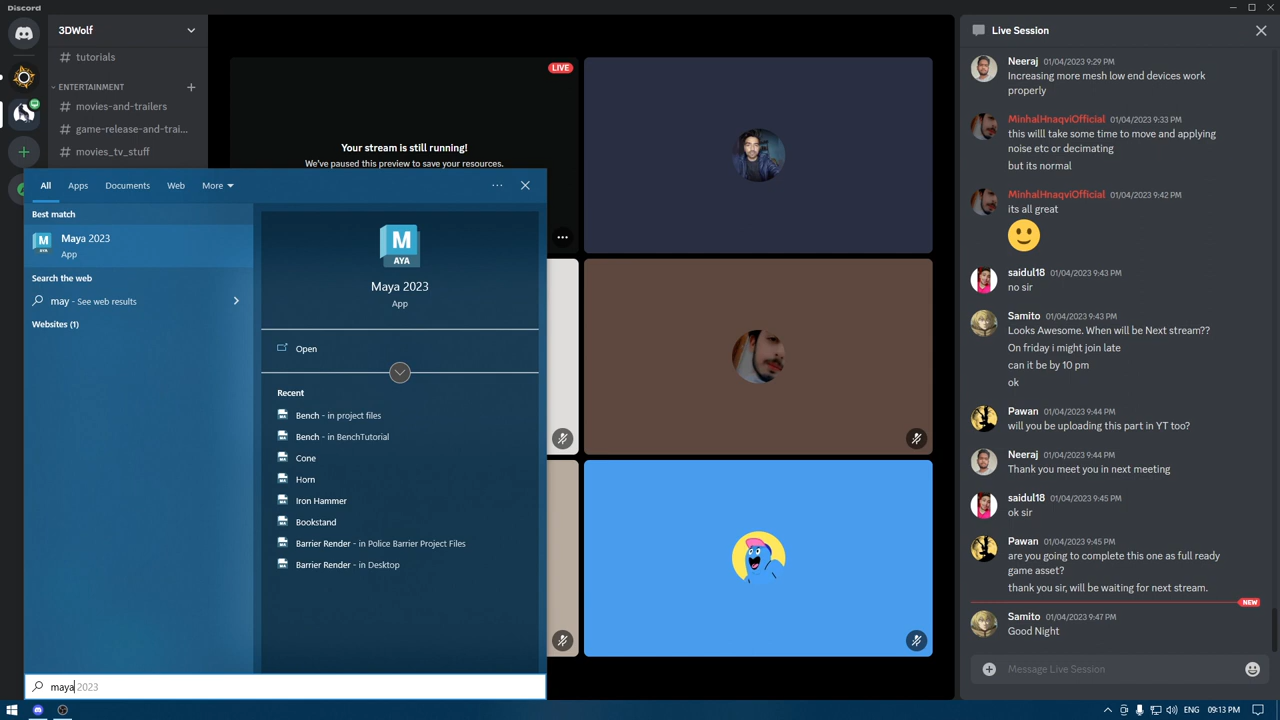 Discord
3DWolf
tutorials
ENTERTAINMENT
movies-and-trailers
game-release-and-trai...
movies_tv_stuff
LIVE
Your stream is still running!
We've paused this preview to save your resources.
All
Apps
Documents
Web
More
Best match
Maya 2023
App
Search the web
may - See web results
Websites (1)
M
AYA
Maya 2023
App
Open
Recent
Bench - in project files
Bench - in BenchTutorial
Cone
Horn
Iron Hammer
Bookstand
Barrier Render - in Police Barrier Project Files
Barrier Render - in Desktop
maya 2023
Live Session
Neeraj 01/04/2023 9:29 PM
Increasing more mesh low end devices work
properly
MinhalHnaqviOfficial 01/04/2023 9:33 PM
this willl take some time to move and applying
noise etc or decimating
but its normal
MinhalHnaqviOfficial 01/04/2023 9:42 PM
its all great
saidul18 01/04/2023 9:43 PM
no sir
Samito 01/04/2023 9:43 PM
Looks Awesome. When will be Next stream??
On friday i might join late
can it be by 10 pm
ok
Pawan 01/04/2023 9:44 PM
will you be uploading this part in YT too?
Neeraj 01/04/2023 9:44 PM
Thank you meet you in next meeting
saidul18 01/04/2023 9:45 PM
ok sir
Pawan 01/04/2023 9:45 PM
are you going to complete this one as full ready
game asset?
thank you sir, will be waiting for next stream.
NEW
Samito 01/04/2023 9:47 PM
Good Night
Message Live Session
ENG
09:13 PM